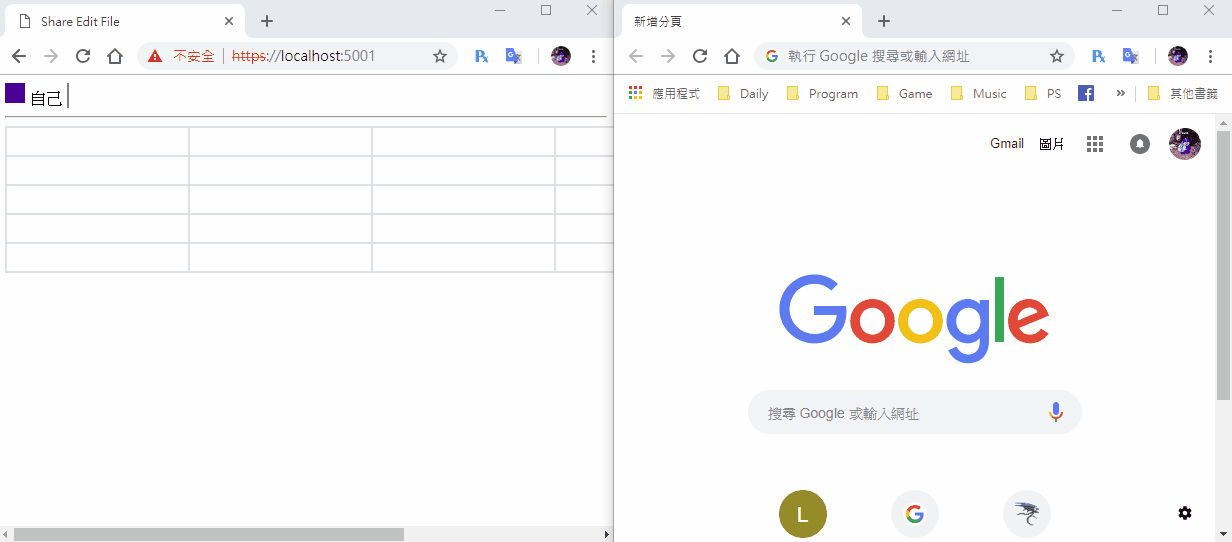 Share Edit File
不安全 | https://localhost:5001
自己 |
新增分頁
執行 Google 搜尋或輸入網址
應用程式 Daily Program Game Music PS 其他書籤
Gmail 圖片
Google
搜尋 Google 或輸入網址
L